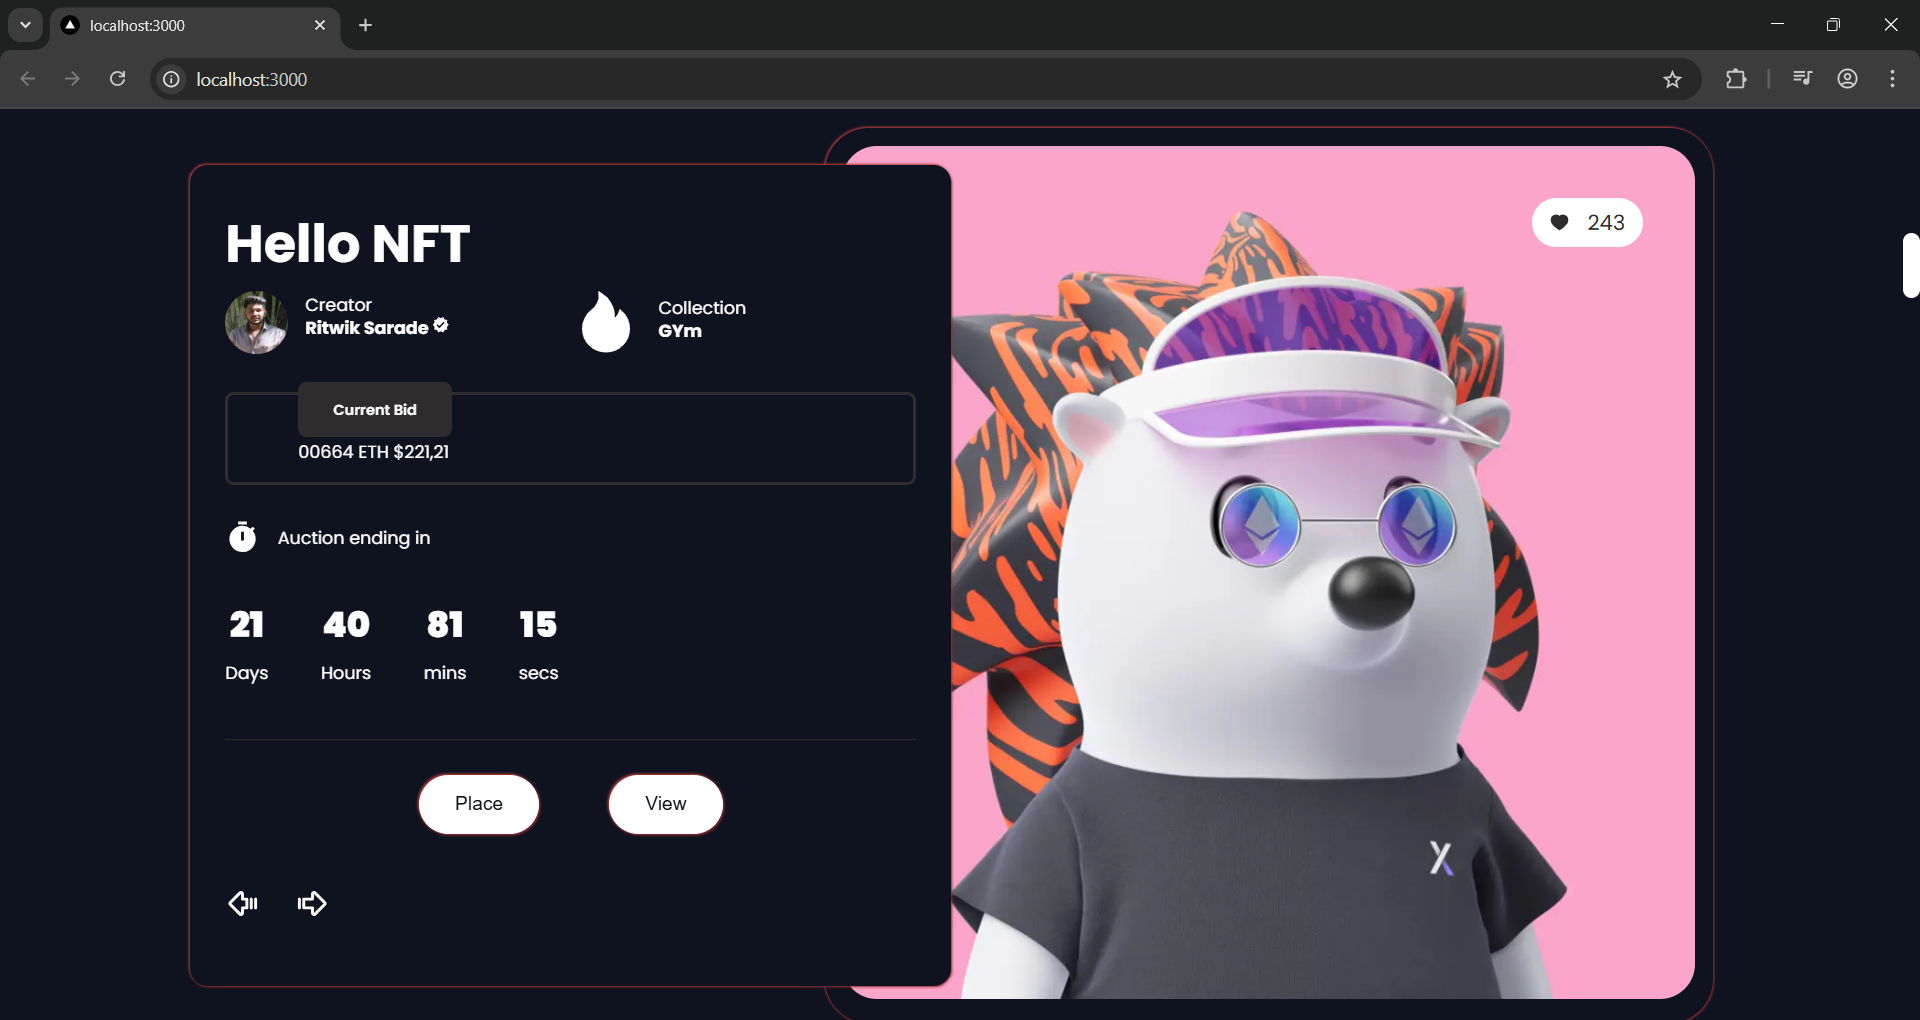 localhost:3000
localhost:3000
Hello NFT
Creator
Ritwik Sarade
Collection
GYm
Current Bid
00664 ETH $221,21
Auction ending in
21 40 81 15
Days Hours mins secs
Place View
243
X